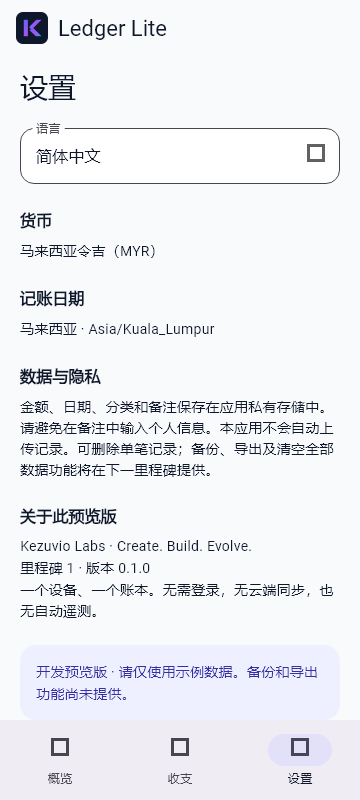 Ledger Lite
设置
语言
简体中文
货币
马来西亚令吉（MYR）
记账日期
马来西亚 · Asia/Kuala_Lumpur
数据与隐私
金额、日期、分类和备注保存在应用私有存储中。
请避免在备注中输入个人信息。本应用不会自动上
传记录。可删除单笔记录；备份、导出及清空全部
数据功能将在下一里程碑提供。
关于此预览版
Kezuvio Labs · Create. Build. Evolve.
里程碑 1 · 版本 0.1.0
一个设备、一个账本。无需登录，无云端同步，也
无自动遥测。
开发预览版 · 请仅使用示例数据。备份和导出
功能尚未提供。
概览
收支
设置